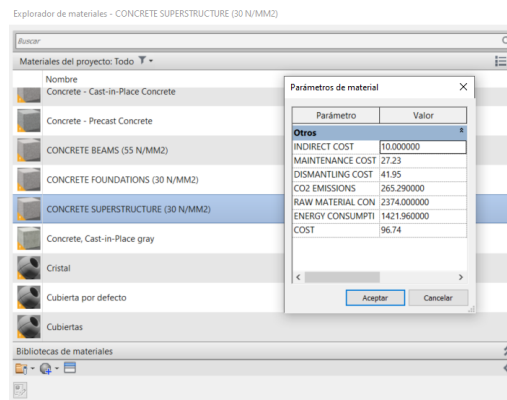 Explorador de materiales - CONCRETE SUPERSTRUCTURE (30 N/MM2)
Buscar
Materiales del proyecto: Todo
Nombre
Concrete - Cast-in-Place Concrete
Concrete - Precast Concrete
CONCRETE BEAMS (55 N/MM2)
CONCRETE FOUNDATIONS (30 N/MM2)
CONCRETE SUPERSTRUCTURE (30 N/MM2)
Concrete, Cast-in-Place gray
Cristal
Cubierta por defecto
Cubiertas
Bibliotecas de materiales
Parámetros de material
Parámetro Valor
Otros
INDIRECT COST 10.000000
MAINTENANCE COST 27.23
DISMANTLING COST 41.95
CO2 EMISSIONS 265.290000
RAW MATERIAL CON 2374.000000
ENERGY CONSUMPTI 1421.960000
COST 96.74
Aceptar Cancelar